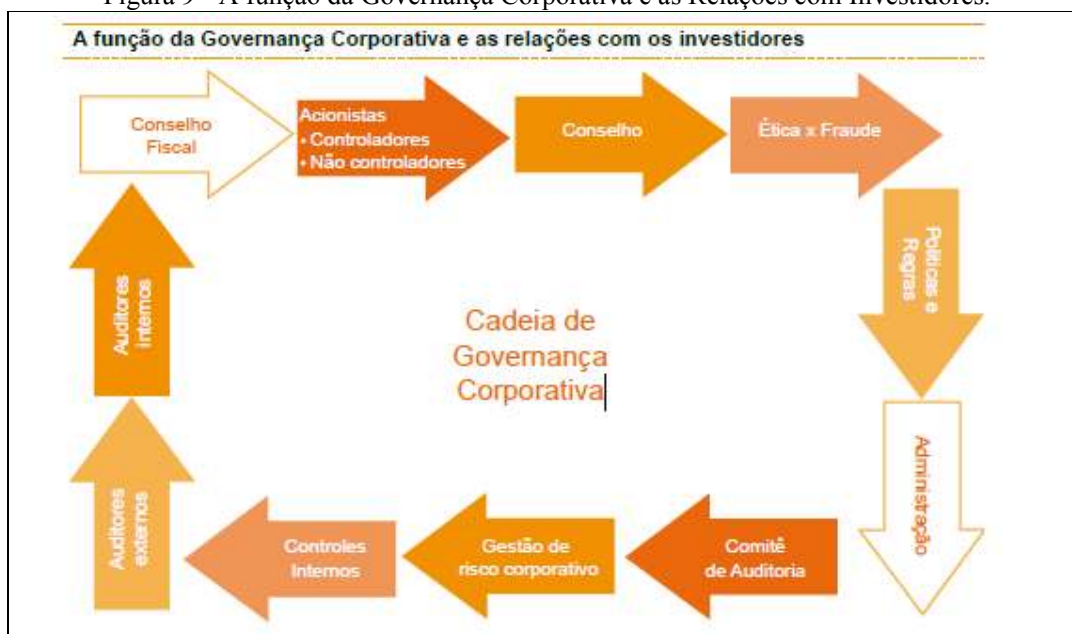 Figura 9 - A função da Governança Corporativa e as Relações com Investidores.
A função da Governança Corporativa e as relações com os investidores
Conselho
Fiscal
Acionistas
• Controladores
• Não controladores
Conselho
Ética x Fraude
Políticas e
Regras
Administração
Comitê
de Auditoria
Gestão de
risco corporativo
Controles
Internos
Auditores
externos
Auditores
internos
Cadeia de
Governança
Corporativa